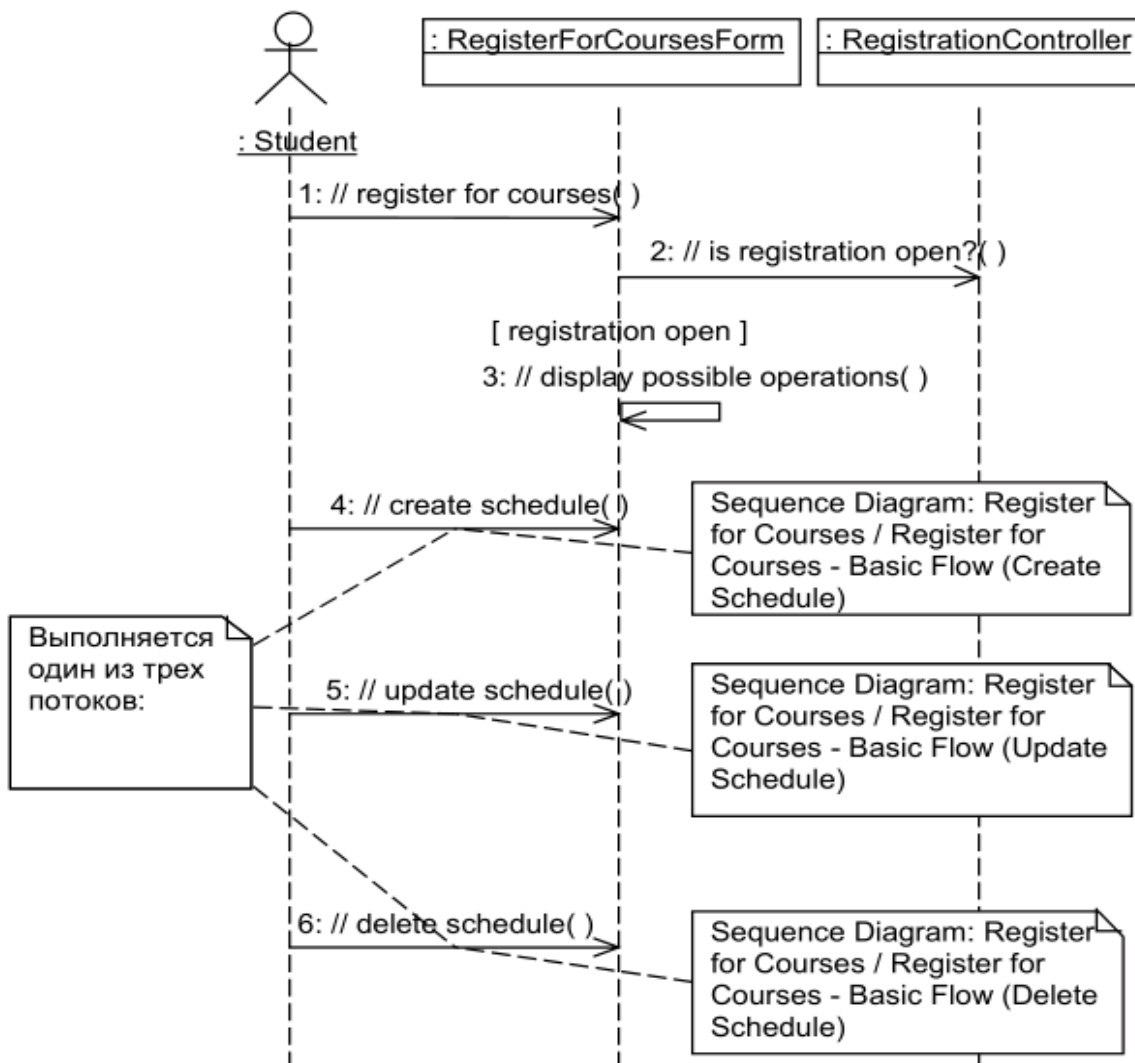 : RegisterForCoursesForm
: RegistrationController
: Student
1: // register for courses( )
2: // is registration open?( )
[ registration open ]
3: // display possible operations( )
4: // create schedule( )
Sequence Diagram: Register
for Courses / Register for
Courses - Basic Flow (Create
Schedule)
Выполняется
один из трех
потоков:
5: // update schedule( )
Sequence Diagram: Register
for Courses / Register for
Courses - Basic Flow (Update
Schedule)
6: // delete schedule( )
Sequence Diagram: Register
for Courses / Register for
Courses - Basic Flow (Delete
Schedule)